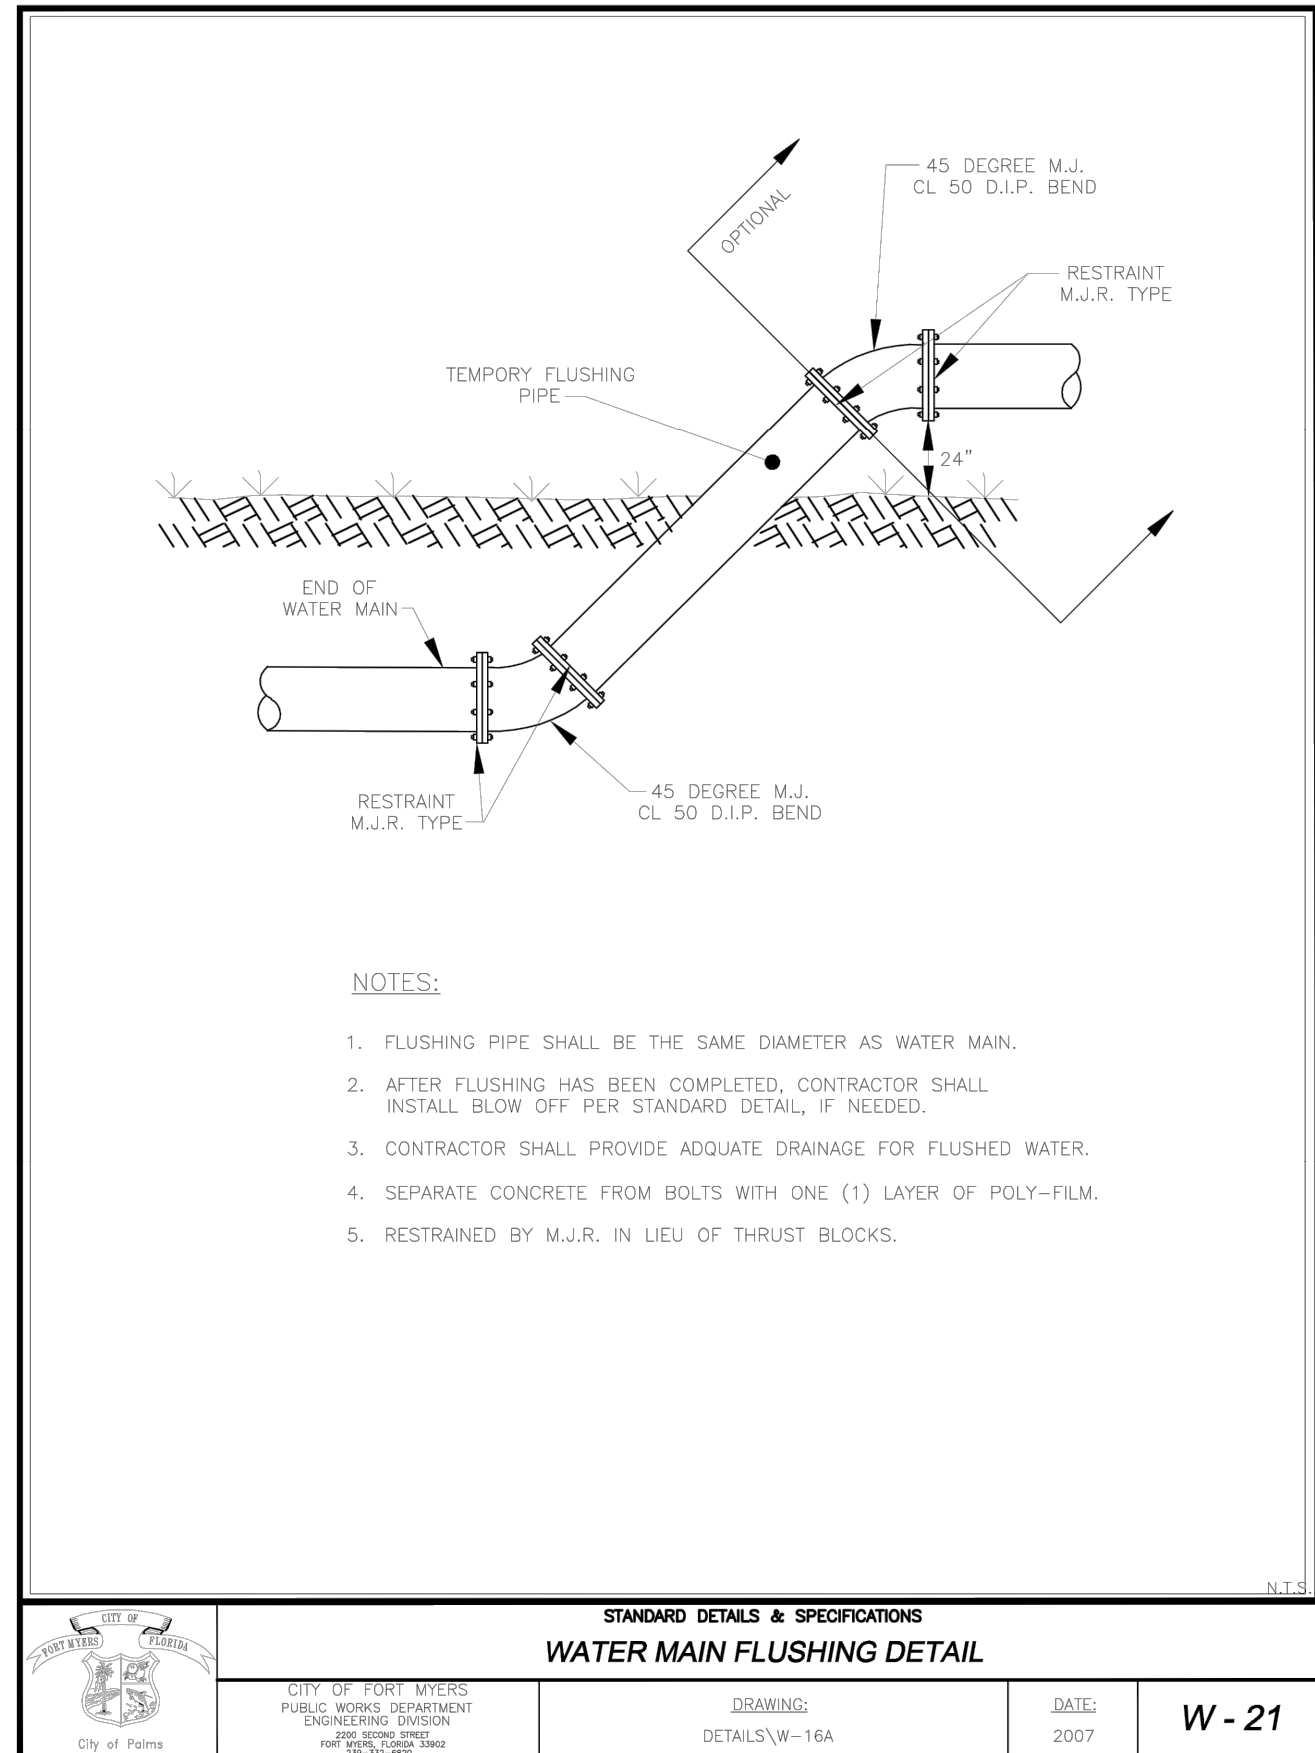 OPTIONAL
45 DEGREE M.J.
CL 50 D.I.P. BEND
RESTRAINT
M.J.R. TYPE
TEMPORY FLUSHING
PIPE
24"
END OF
WATER MAIN
RESTRAINT
M.J.R. TYPE
45 DEGREE M.J.
CL 50 D.I.P. BEND
NOTES:
1. FLUSHING PIPE SHALL BE THE SAME DIAMETER AS WATER MAIN.
2. AFTER FLUSHING HAS BEEN COMPLETED, CONTRACTOR SHALL
INSTALL BLOW OFF PER STANDARD DETAIL, IF NEEDED.
3. CONTRACTOR SHALL PROVIDE ADQUATE DRAINAGE FOR FLUSHED WATER.
4. SEPARATE CONCRETE FROM BOLTS WITH ONE (1) LAYER OF POLY-FILM.
5. RESTRAINED BY M.J.R. IN LIEU OF THRUST BLOCKS.
N.T.S.
CITY OF
FORT MYERS FLORIDA
City of Palms
STANDARD DETAILS & SPECIFICATIONS
WATER MAIN FLUSHING DETAIL
CITY OF FORT MYERS
PUBLIC WORKS DEPARTMENT
ENGINEERING DIVISION
2200 SECOND STREET
FORT MYERS, FLORIDA 33902
239-332-6820
DRAWING:
DETAILS\W-16A
DATE:
2007
W - 21